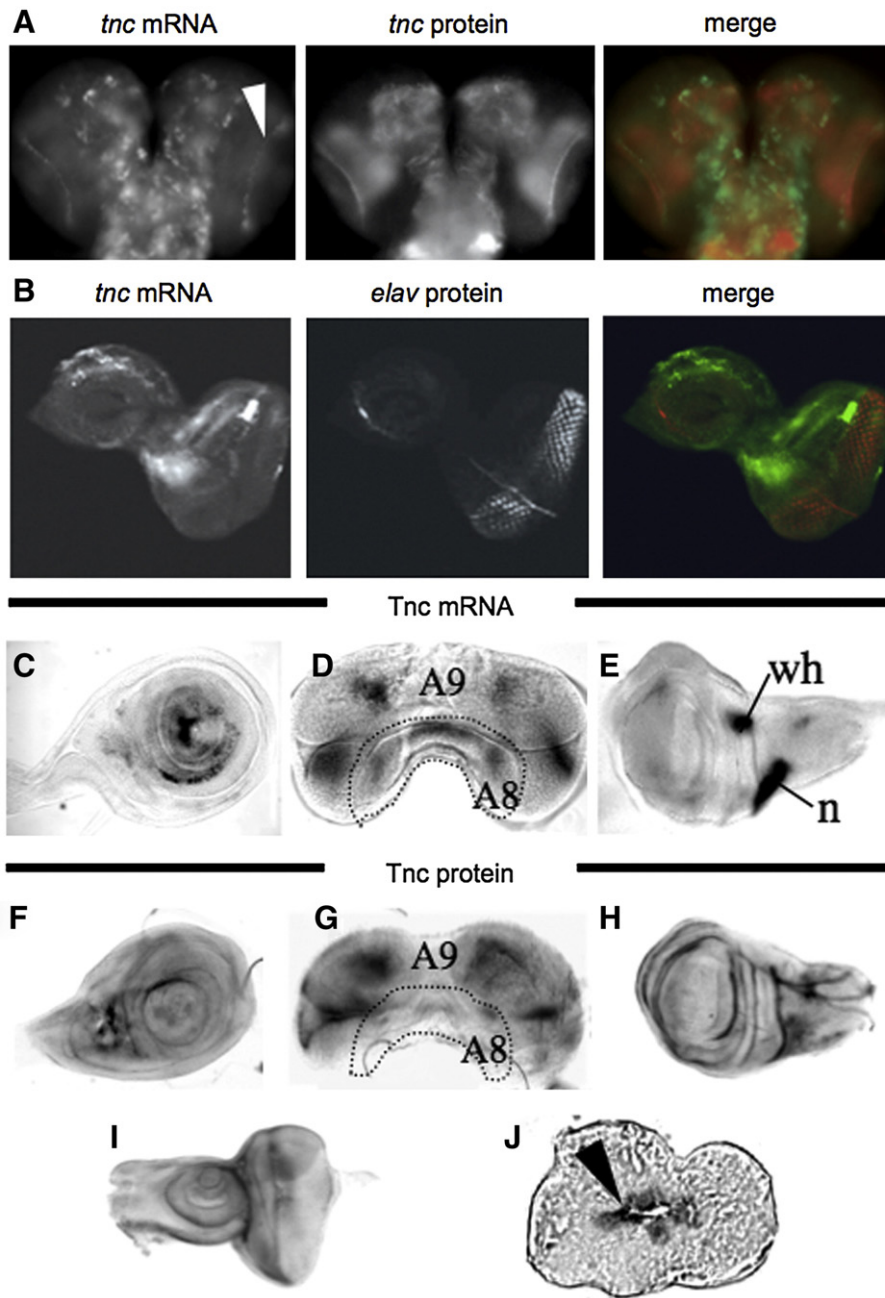 A tnc mRNA tnc protein merge
B tnc mRNA elav protein merge
Tnc mRNA
C D E
A9 wh
A8 n
Tnc protein
F G H
A9
A8
I J